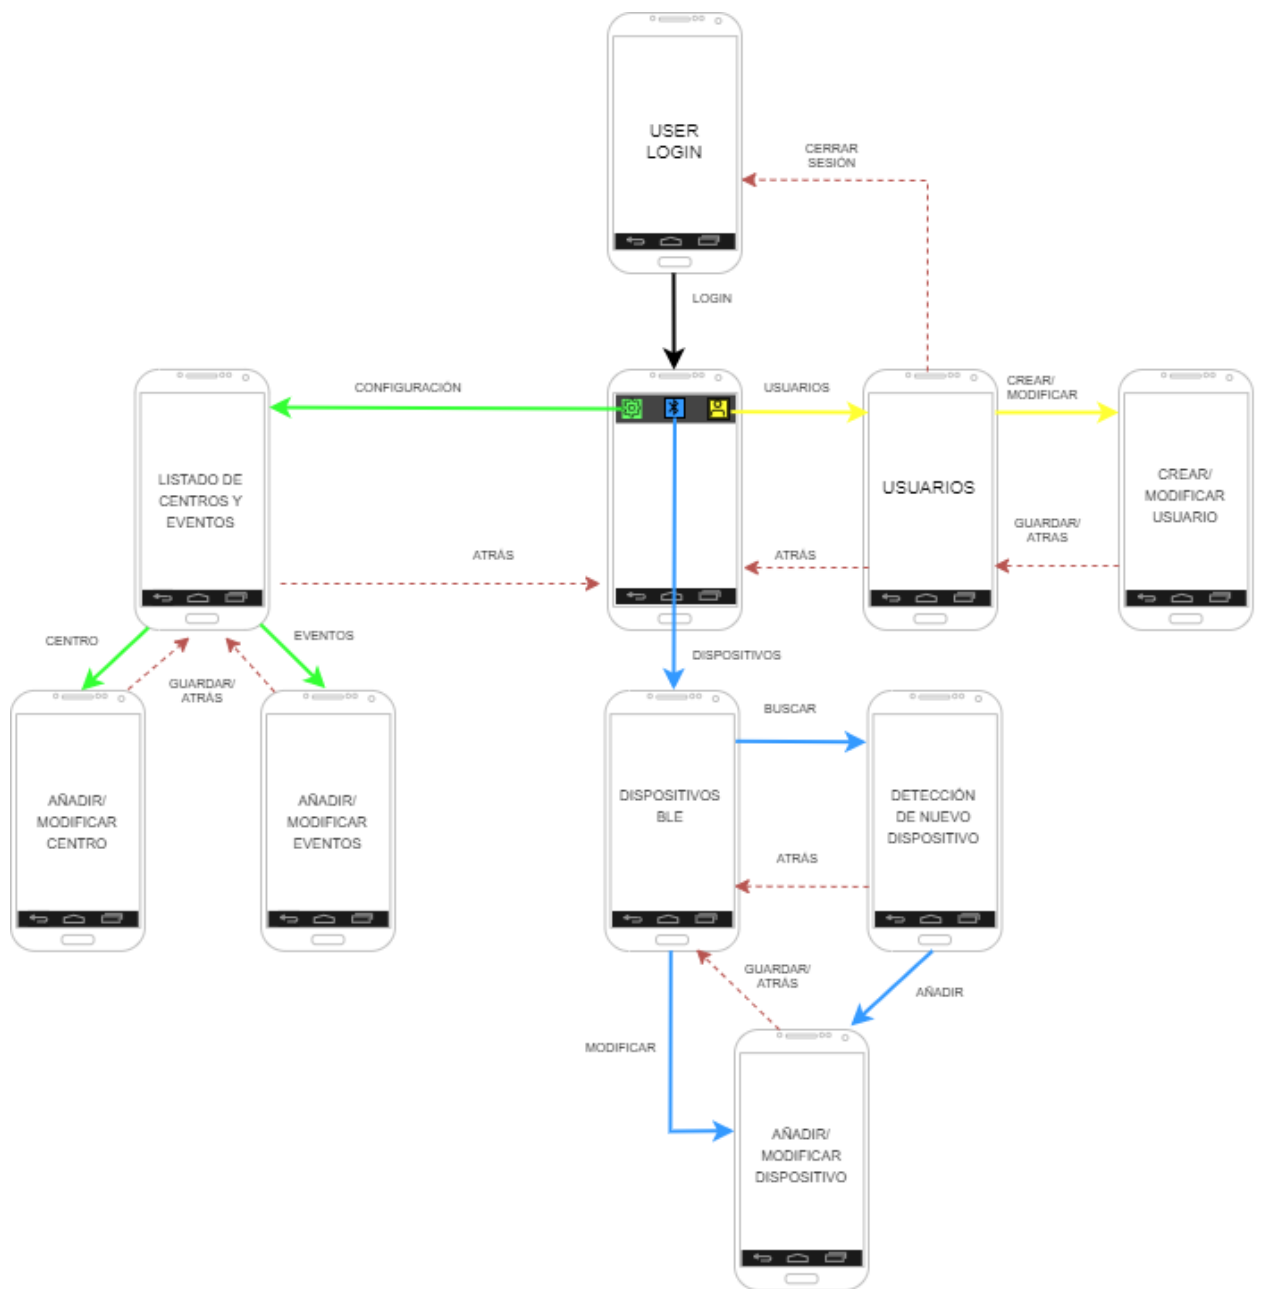 USER
LOGIN
CERRAR
SESIÓN
LOGIN
CONFIGURACIÓN
USUARIOS
CREAR/
MODIFICAR
LISTADO DE
CENTROS Y
EVENTOS
USUARIOS
CREAR/
MODIFICAR
USUARIO
GUARDAR/
ATRAS
ATRÁS
ATRÁS
CENTRO
EVENTOS
GUARDAR/
ATRÁS
DISPOSITIVOS
BUSCAR
AÑADIR/
MODIFICAR
CENTRO
AÑADIR/
MODIFICAR
EVENTOS
DISPOSITIVOS
BLE
DETECCIÓN
DE NUEVO
DISPOSITIVO
ATRÁS
GUARDAR/
ATRÁS
AÑADIR
MODIFICAR
AÑADIR/
MODIFICAR
DISPOSITIVO